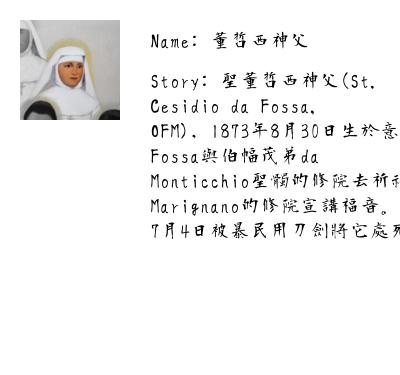 Name: 董哲西神父
Story: 聖董哲西神父(St.
Cesidio da Fossa,
OFM), 1873年8月30日生於意
Fossa與伯幅茂弟da
Monticchio聖髑的修院去祈
Marignano的修院宣講福音。
7月4日被暴民用刀劍將它處死